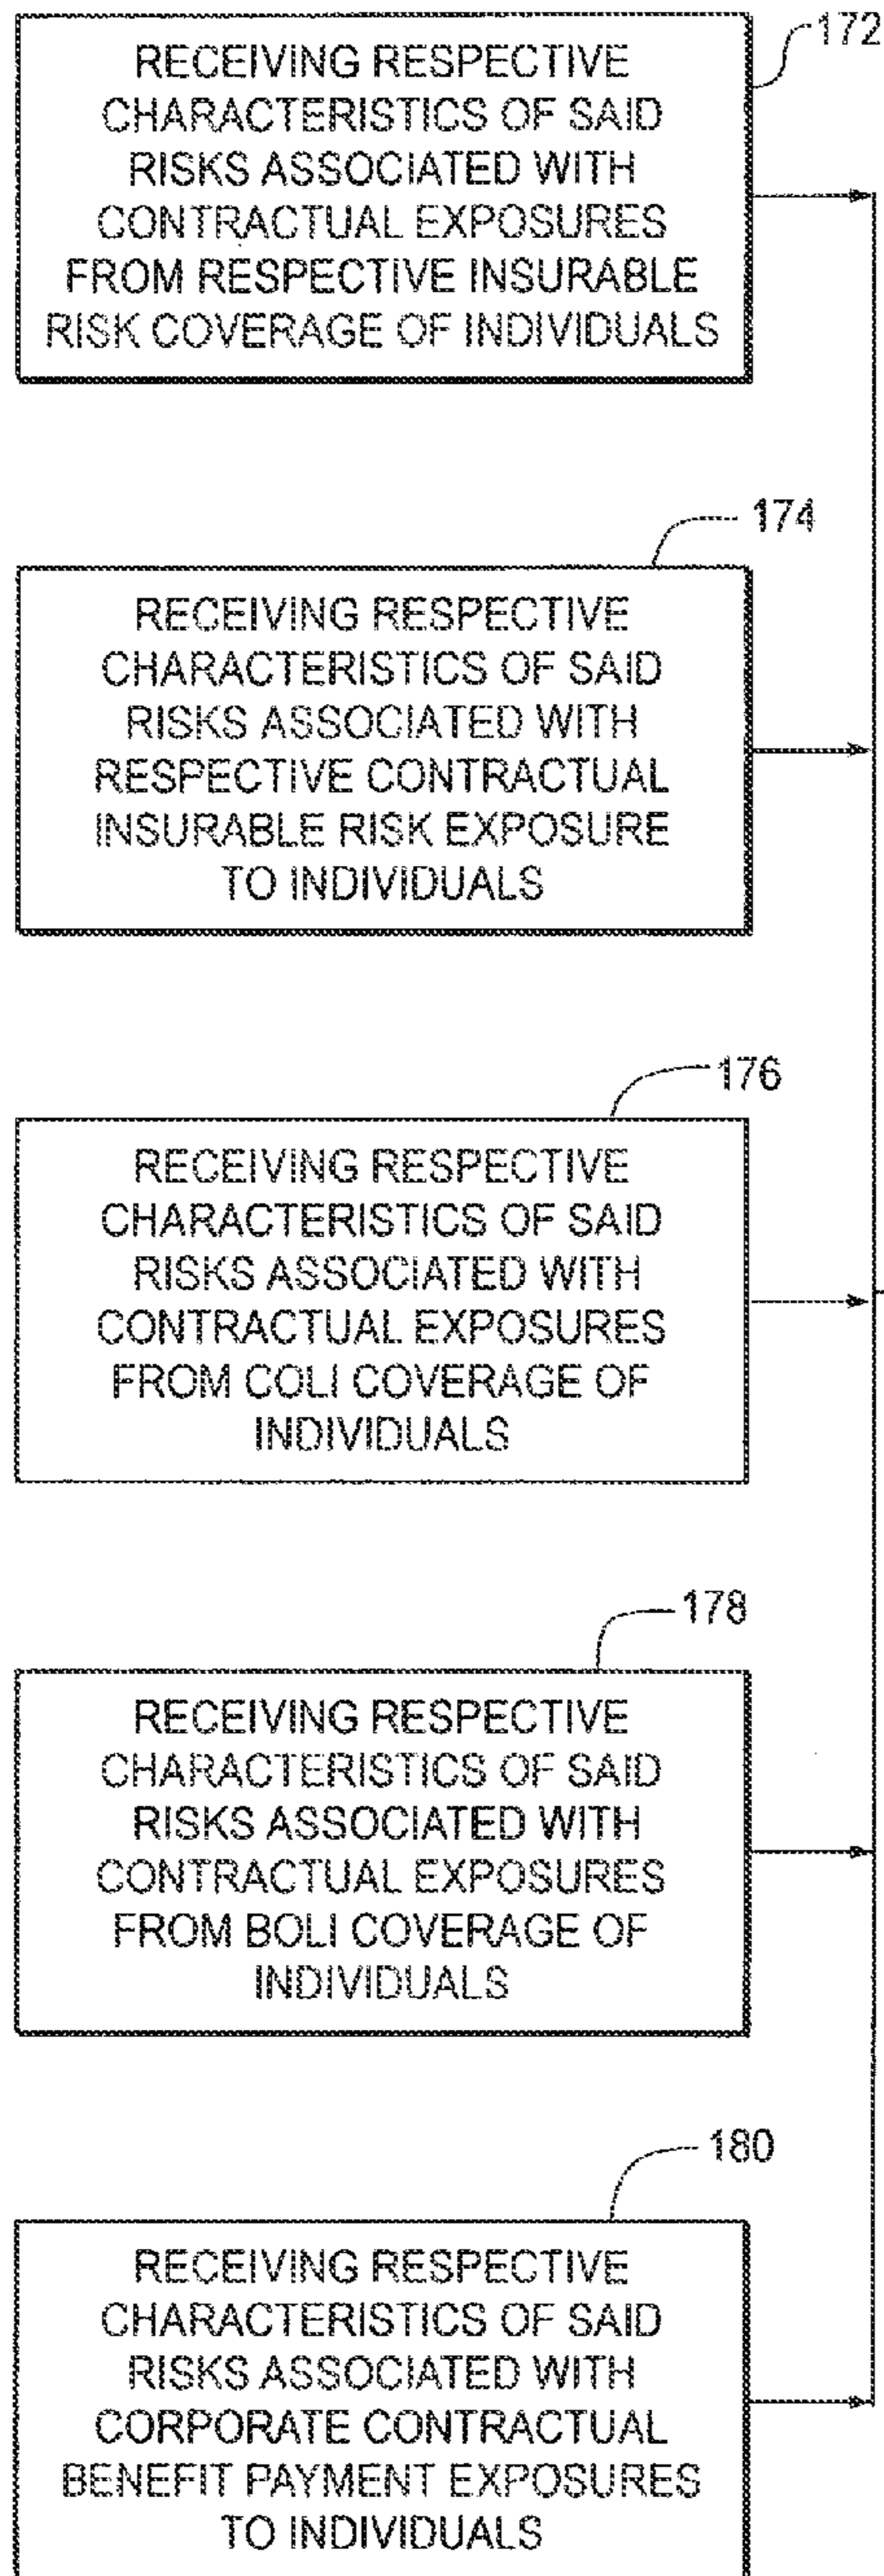 172
RECEIVING RESPECTIVE
CHARACTERISTICS OF SAID
RISKS ASSOCIATED WITH
CONTRACTUAL EXPOSURES
FROM RESPECTIVE INSURABLE
RISK COVERAGE OF INDIVIDUALS
174
RECEIVING RESPECTIVE
CHARACTERISTICS OF SAID
RISKS ASSOCIATED WITH
RESPECTIVE CONTRACTUAL
INSURABLE RISK EXPOSURE
TO INDIVIDUALS
176
RECEIVING RESPECTIVE
CHARACTERISTICS OF SAID
RISKS ASSOCIATED WITH
CONTRACTUAL EXPOSURES
FROM COLI COVERAGE OF
INDIVIDUALS
178
RECEIVING RESPECTIVE
CHARACTERISTICS OF SAID
RISKS ASSOCIATED WITH
CONTRACTUAL EXPOSURES
FROM BOLI COVERAGE OF
INDIVIDUALS
180
RECEIVING RESPECTIVE
CHARACTERISTICS OF SAID
RISKS ASSOCIATED WITH
CORPORATE CONTRACTUAL
BENEFIT PAYMENT EXPOSURES
TO INDIVIDUALS